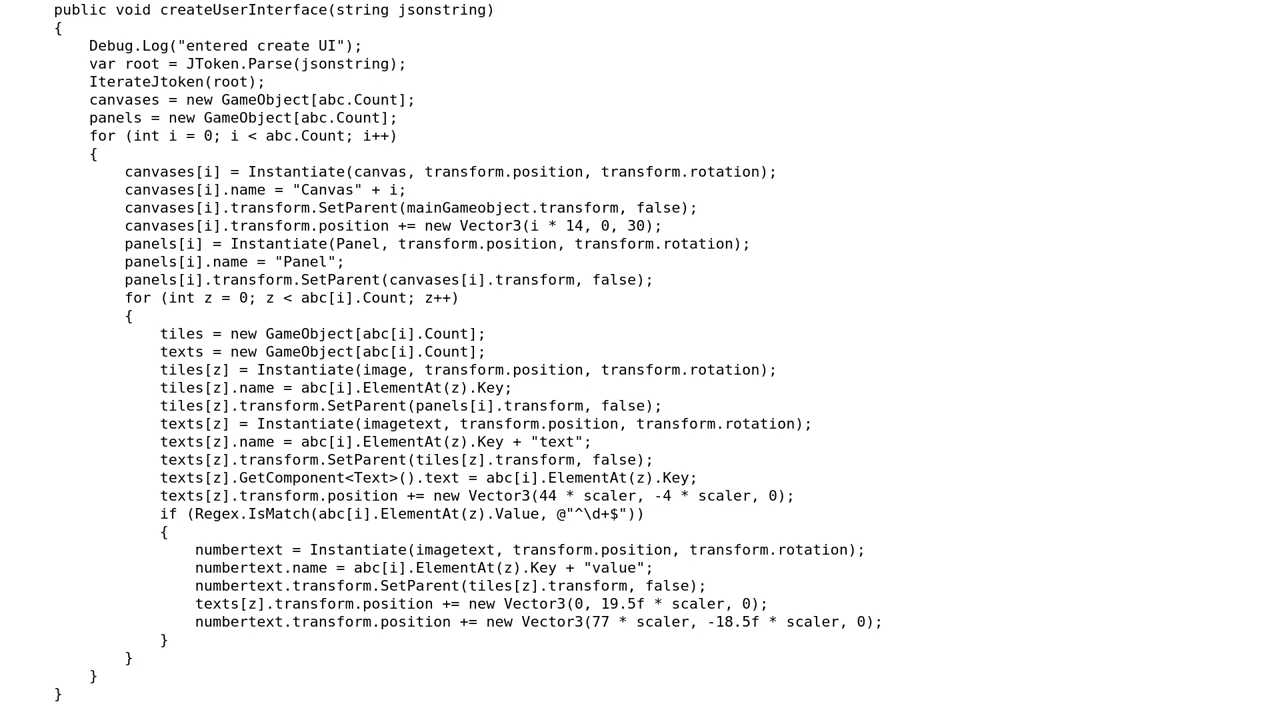 public void createUserInterface(string jsonstring)
{
    Debug.Log("entered create UI");
    var root = JToken.Parse(jsonstring);
    IterateJtoken(root);
    canvases = new GameObject[abc.Count];
    panels = new GameObject[abc.Count];
    for (int i = 0; i < abc.Count; i++)
    {
        canvases[i] = Instantiate(canvas, transform.position, transform.rotation);
        canvases[i].name = "Canvas" + i;
        canvases[i].transform.SetParent(mainGameobject.transform, false);
        canvases[i].transform.position += new Vector3(i * 14, 0, 30);
        panels[i] = Instantiate(Panel, transform.position, transform.rotation);
        panels[i].name = "Panel";
        panels[i].transform.SetParent(canvases[i].transform, false);
        for (int z = 0; z < abc[i].Count; z++)
        {
            tiles = new GameObject[abc[i].Count];
            texts = new GameObject[abc[i].Count];
            tiles[z] = Instantiate(image, transform.position, transform.rotation);
            tiles[z].name = abc[i].ElementAt(z).Key;
            tiles[z].transform.SetParent(panels[i].transform, false);
            texts[z] = Instantiate(imagetext, transform.position, transform.rotation);
            texts[z].name = abc[i].ElementAt(z).Key + "text";
            texts[z].transform.SetParent(tiles[z].transform, false);
            texts[z].GetComponent<Text>().text = abc[i].ElementAt(z).Key;
            texts[z].transform.position += new Vector3(44 * scaler, -4 * scaler, 0);
            if (Regex.IsMatch(abc[i].ElementAt(z).Value, @"^\d+$"))
            {
                numbertext = Instantiate(imagetext, transform.position, transform.rotation);
                numbertext.name = abc[i].ElementAt(z).Key + "value";
                numbertext.transform.SetParent(tiles[z].transform, false);
                texts[z].transform.position += new Vector3(0, 19.5f * scaler, 0);
                numbertext.transform.position += new Vector3(77 * scaler, -18.5f * scaler, 0);
            }
        }
    }
}